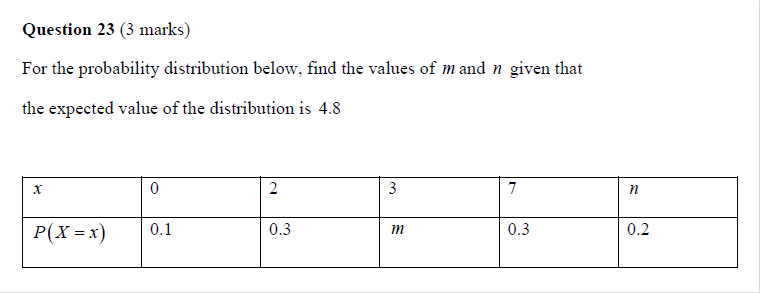 Question 23 (3 marks)
For the probability distribution below, find the values of m and n given that
the expected value of the distribution is 4.8
x 0 2 3 7 n
P(X = x) 0.1 0.3 m 0.3 0.2